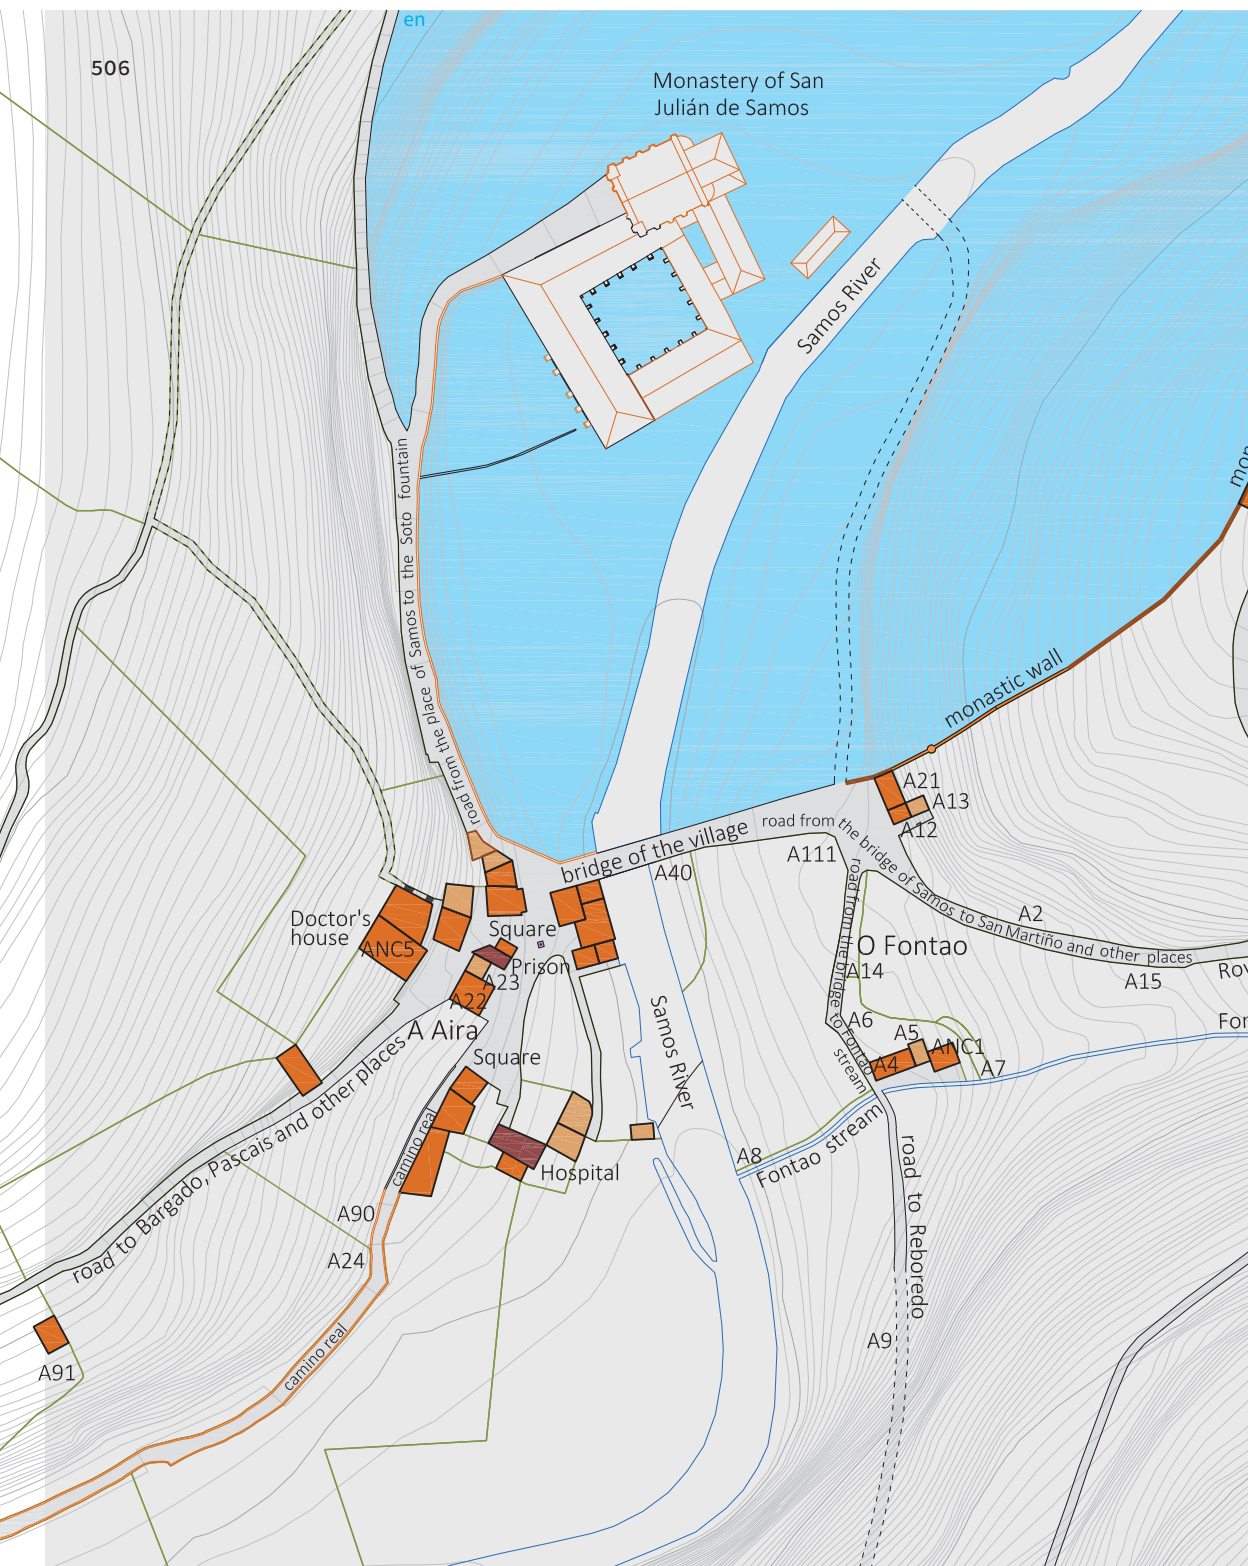 en
506
Monastery of San
Julián de Samos
Samos River
road from the place of Samos to the Soto fountain
monastic wall
A21
A13
A12
bridge of the village
road from the bridge of Samos to San Martiño and other places
A40
A111
A2
Doctor's
house
ANC5
Square
Prison
A23
A22
O Fontao
A14
road from the bridge to Fontao
stream
A15
A Aira
Square
Samos River
A6
A5
ANC1
A4
A7
road to Bargado, Pascais and other places
camino real
Hospital
A8
Fontao stream
road to Reboredo
A90
A24
A9
camino real
A91